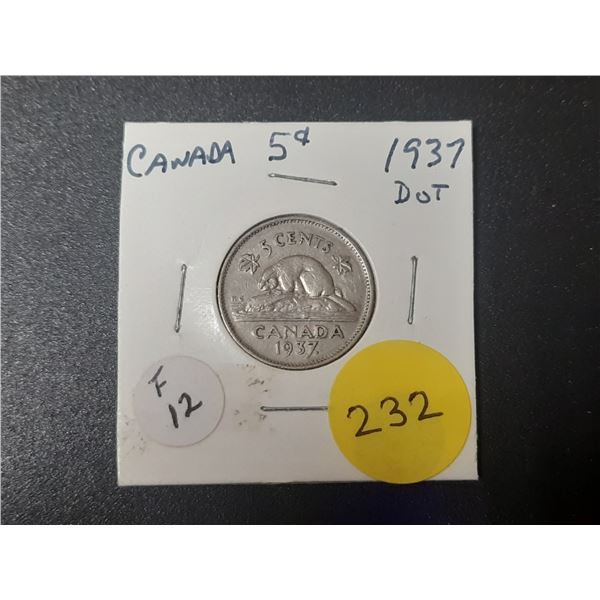 CANADA 5¢ 1937
DOT
5 CENTS
CANADA
1937.
F
12
232